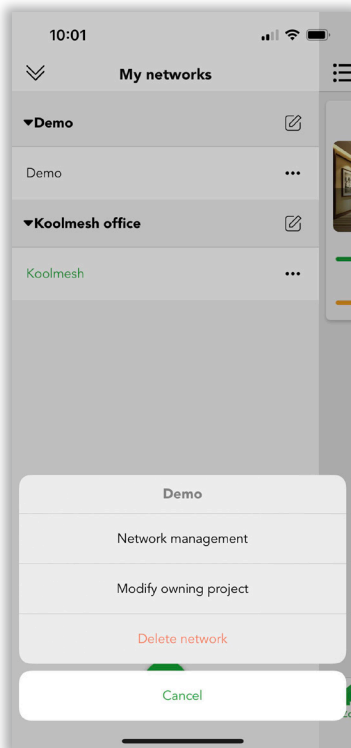 10:01
My networks
Demo
Demo
Koolmesh office
Koolmesh
Demo
Network management
Modify owning project
Delete network
Cancel